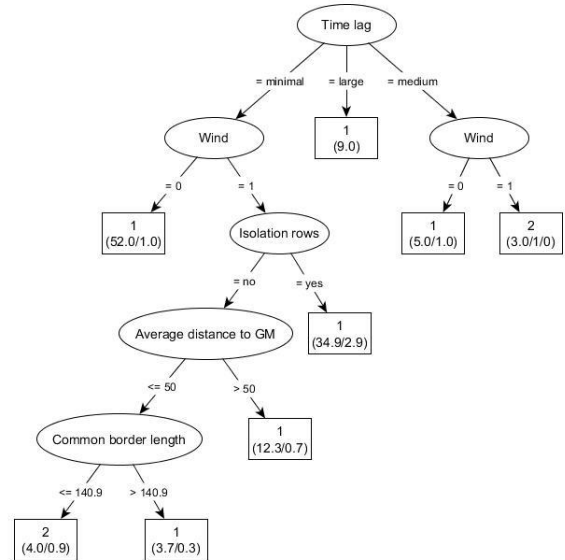 Time lag
= minimal
= large
= medium
Wind
1
(9.0)
Wind
= 0
= 1
= 0
= 1
1
(52.0/1.0)
Isolation rows
1
(5.0/1.0)
2
(3.0/1/0)
= no
= yes
Average distance to GM
1
(34.9/2.9)
<= 50
> 50
Common border length
1
(12.3/0.7)
<= 140.9
> 140.9
2
(4.0/0.9)
1
(3.7/0.3)